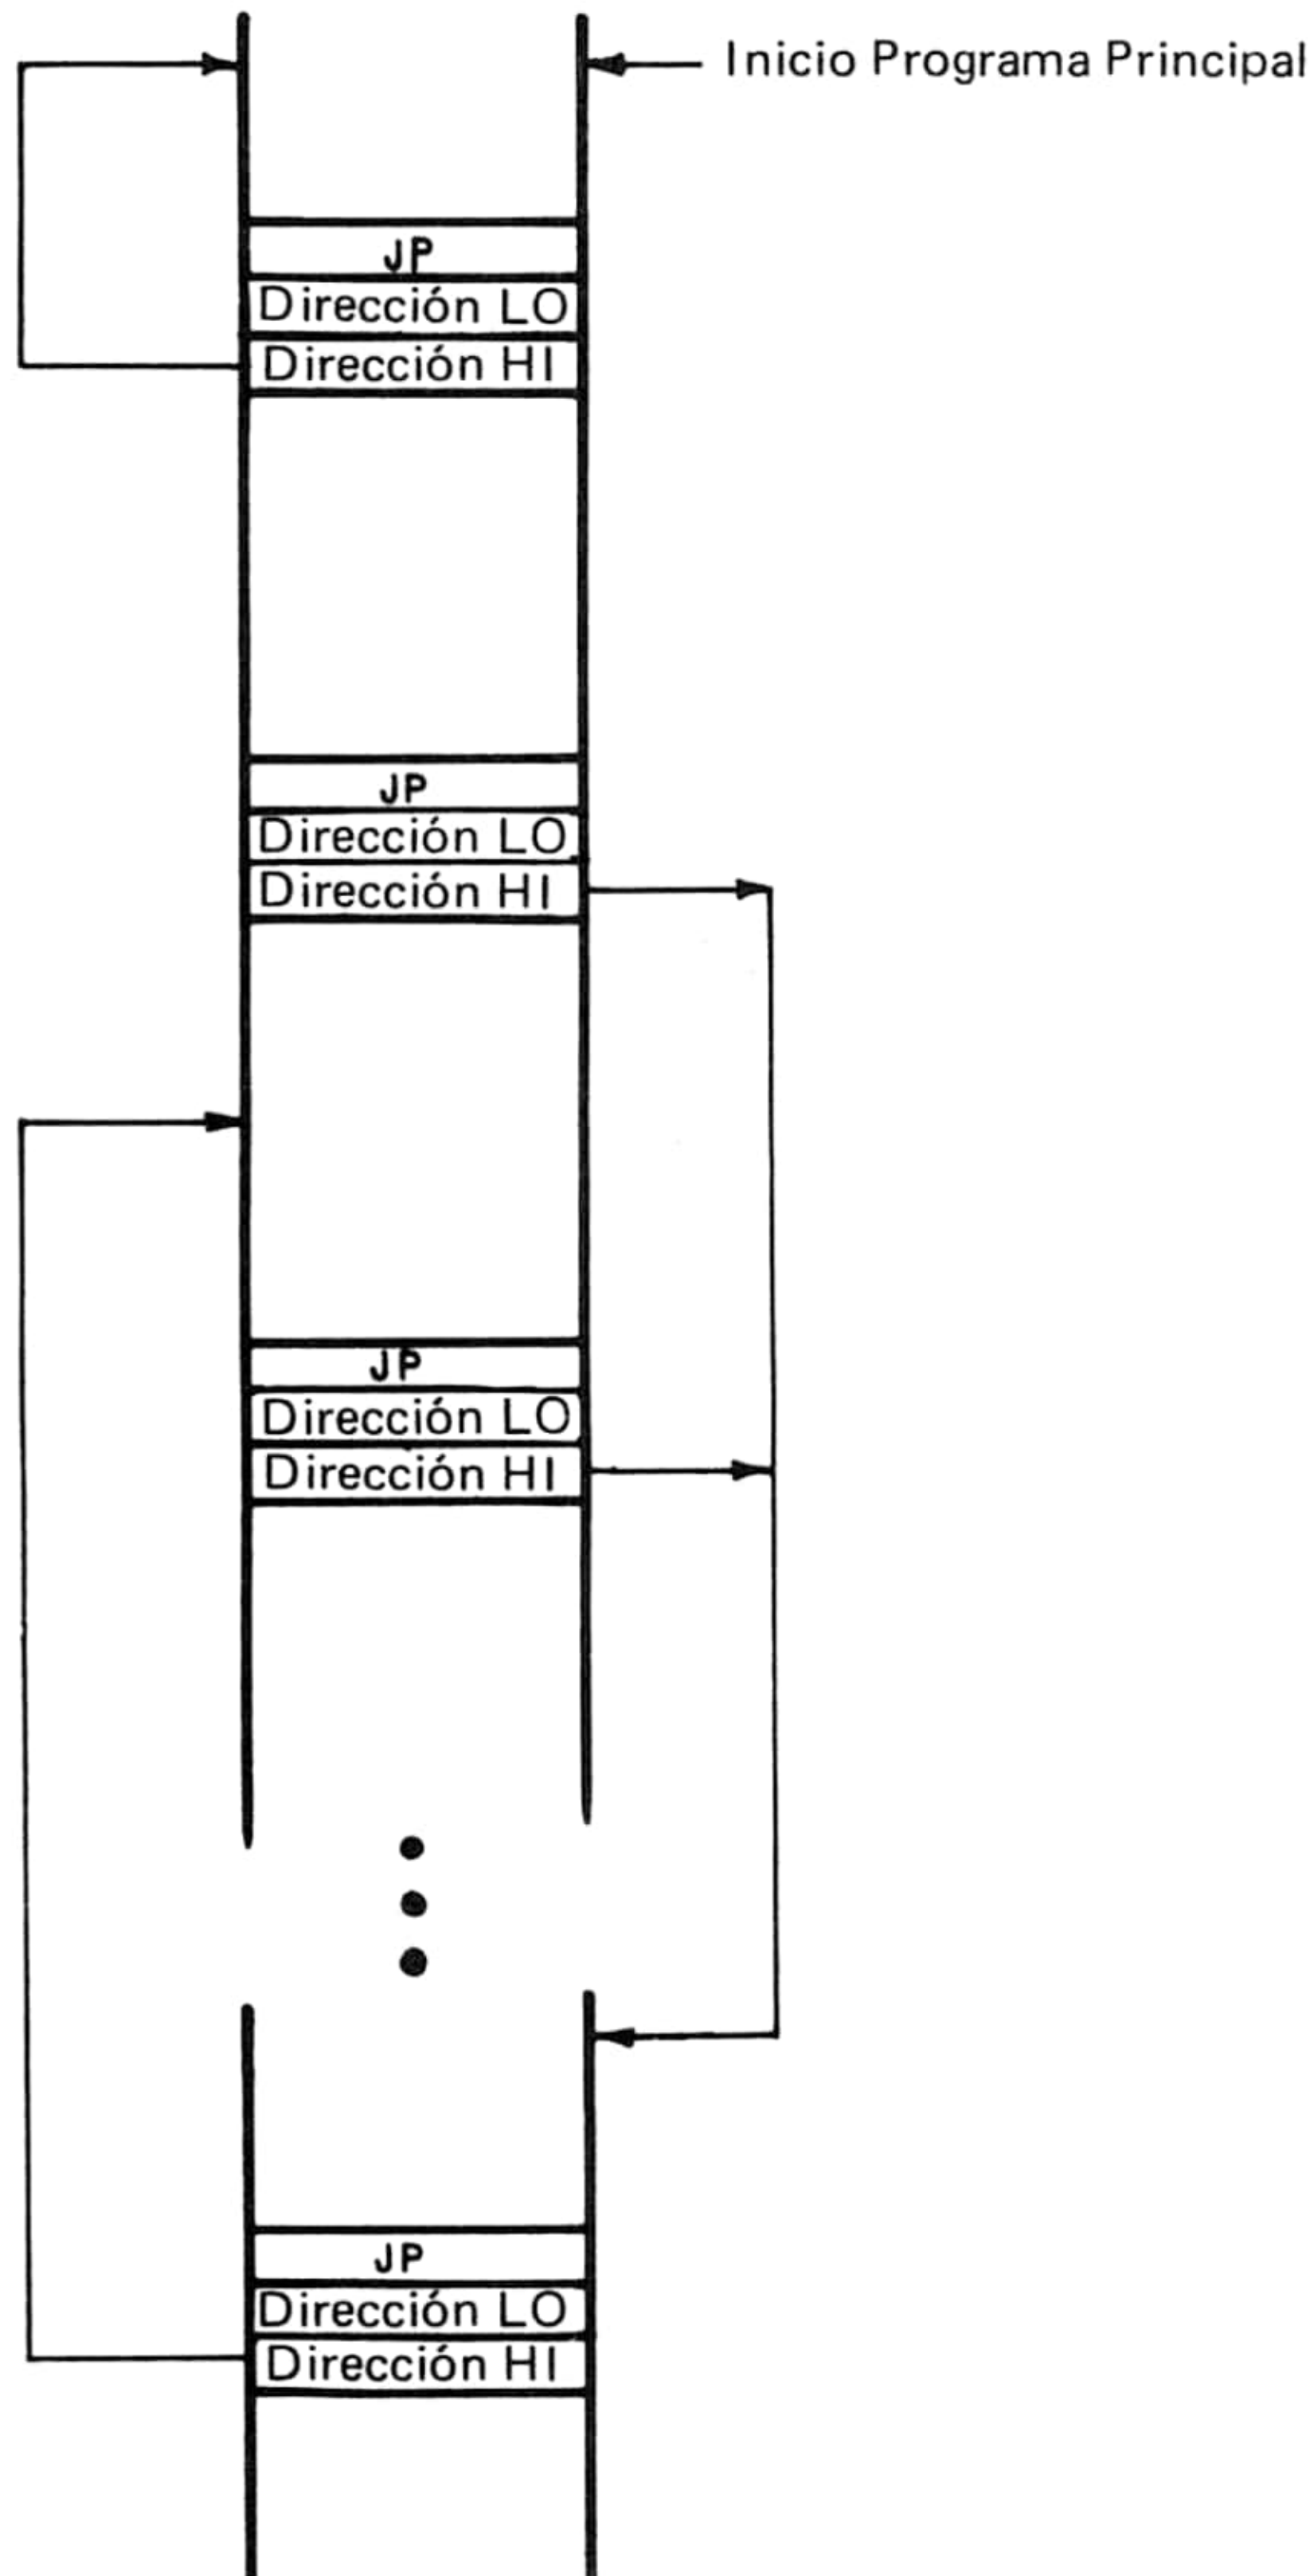 Inicio Programa Principal
JP
Dirección LO
Dirección HI
JP
Dirección LO
Dirección HI
JP
Dirección LO
Dirección HI
JP
Dirección LO
Dirección HI